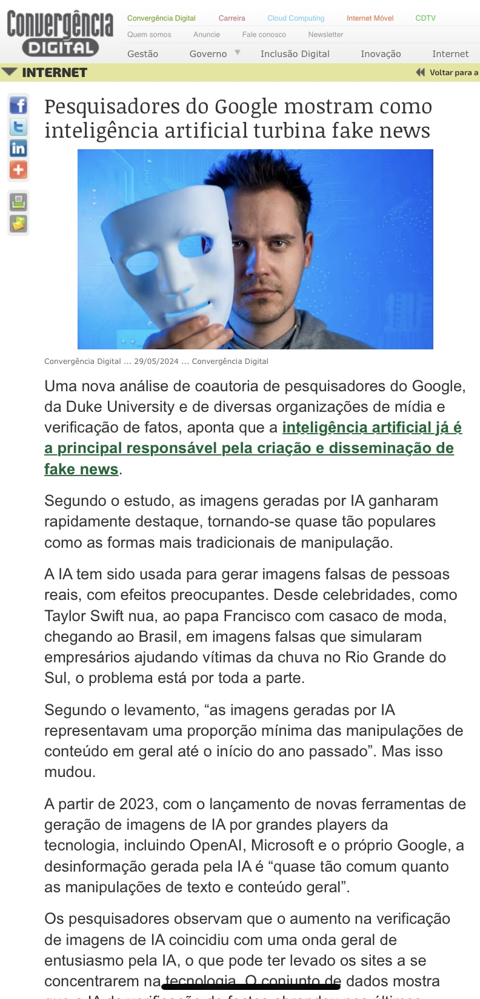 Convergência
DIGITAL
Convergência Digital Carreira Cloud Computing Internet Móvel CDTV
Quem somos Anuncie Fale conosco Newsletter
Gestão Governo Inclusão Digital Inovação Internet
INTERNET Voltar para a
Pesquisadores do Google mostram como
inteligência artificial turbina fake news
Convergência Digital ... 29/05/2024 ... Convergência Digital
Uma nova análise de coautoria de pesquisadores do Google,
da Duke University e de diversas organizações de mídia e
verificação de fatos, aponta que a inteligência artificial já é
a principal responsável pela criação e disseminação de
fake news.
Segundo o estudo, as imagens geradas por IA ganharam
rapidamente destaque, tornando-se quase tão populares
como as formas mais tradicionais de manipulação.
A IA tem sido usada para gerar imagens falsas de pessoas
reais, com efeitos preocupantes. Desde celebridades, como
Taylor Swift nua, ao papa Francisco com casaco de moda,
chegando ao Brasil, em imagens falsas que simularam
empresários ajudando vítimas da chuva no Rio Grande do
Sul, o problema está por toda a parte.
Segundo o levamento, “as imagens geradas por IA
representavam uma proporção mínima das manipulações de
conteúdo em geral até o início do ano passado”. Mas isso
mudou.
A partir de 2023, com o lançamento de novas ferramentas de
geração de imagens de IA por grandes players da
tecnologia, incluindo OpenAI, Microsoft e o próprio Google, a
desinformação gerada pela IA é “quase tão comum quanto
as manipulações de texto e conteúdo geral”.
Os pesquisadores observam que o aumento na verificação
de imagens de IA coincidiu com uma onda geral de
entusiasmo pela IA, o que pode ter levado os sites a se
concentrarem na tecnologia. O conjunto de dados mostra